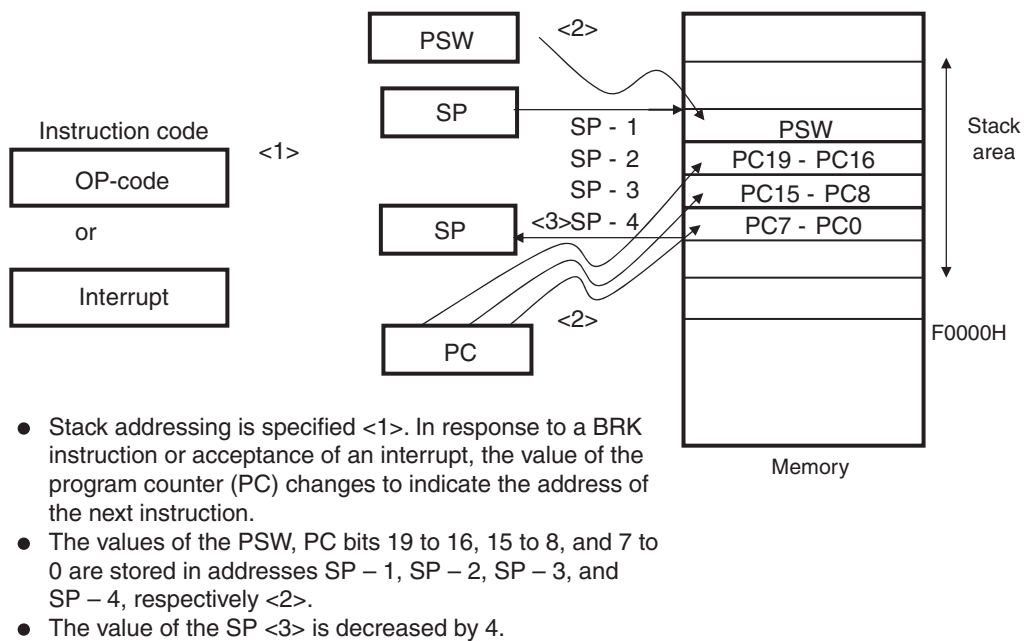 PSW
<2>
SP
SP - 1
PSW
Stack
area
Instruction code
<1>
SP - 2
PC19 - PC16
OP-code
SP - 3
PC15 - PC8
or
SP
<3>
SP - 4
PC7 - PC0
Interrupt
<2>
F0000H
PC
Memory
● Stack addressing is specified <1>. In response to a BRK
instruction or acceptance of an interrupt, the value of the
program counter (PC) changes to indicate the address of
the next instruction.
● The values of the PSW, PC bits 19 to 16, 15 to 8, and 7 to
0 are stored in addresses SP – 1, SP – 2, SP – 3, and
SP – 4, respectively <2>.
● The value of the SP <3> is decreased by 4.